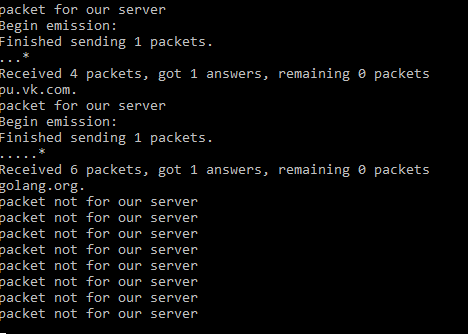 packet for our server
Begin emission:
Finished sending 1 packets.
...*
Received 4 packets, got 1 answers, remaining 0 packets
pu.vk.com.
packet for our server
Begin emission:
Finished sending 1 packets.
.....*
Received 6 packets, got 1 answers, remaining 0 packets
golang.org.
packet not for our server
packet not for our server
packet not for our server
packet not for our server
packet not for our server
packet not for our server
packet not for our server
packet not for our server